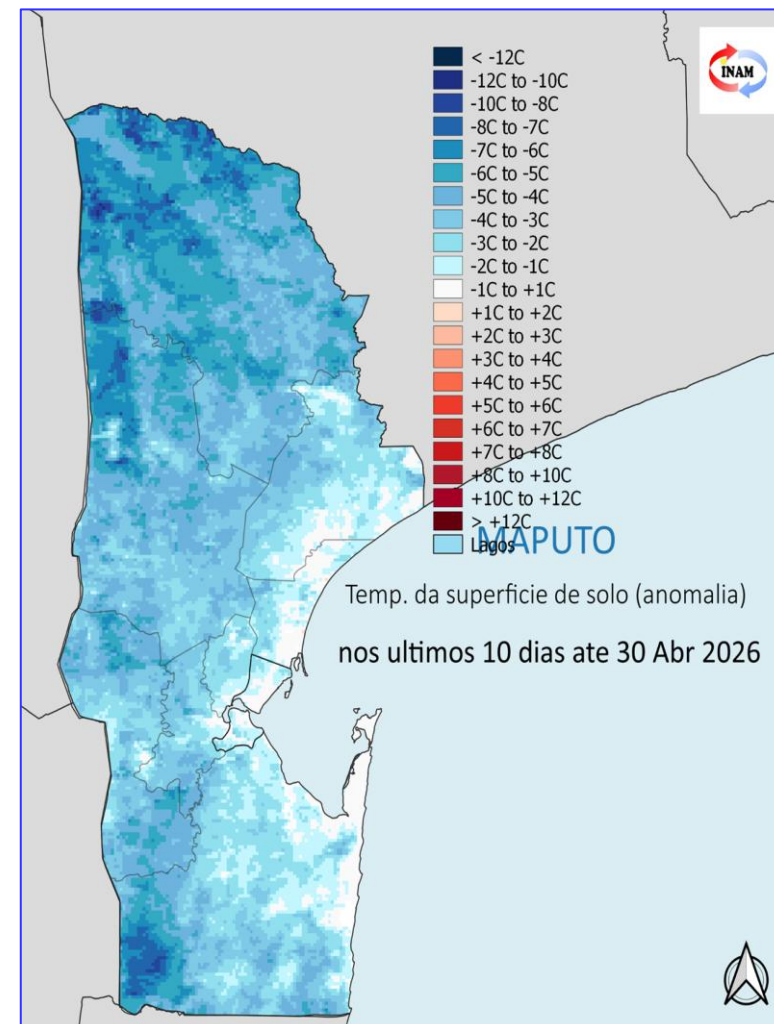 < -12C
-12C to -10C
-10C to -8C
-8C to -7C
-7C to -6C
-6C to -5C
-5C to -4C
-4C to -3C
-3C to -2C
-2C to -1C
-1C to +1C
+1C to +2C
+2C to +3C
+3C to +4C
+4C to +5C
+5C to +6C
+6C to +7C
+7C to +8C
+8C to +10C
+10C to +12C
> +12C
Lagos
INAM
MAPUTO
Temp. da superficie de solo (anomalia)
nos ultimos 10 dias ate 30 Abr 2026